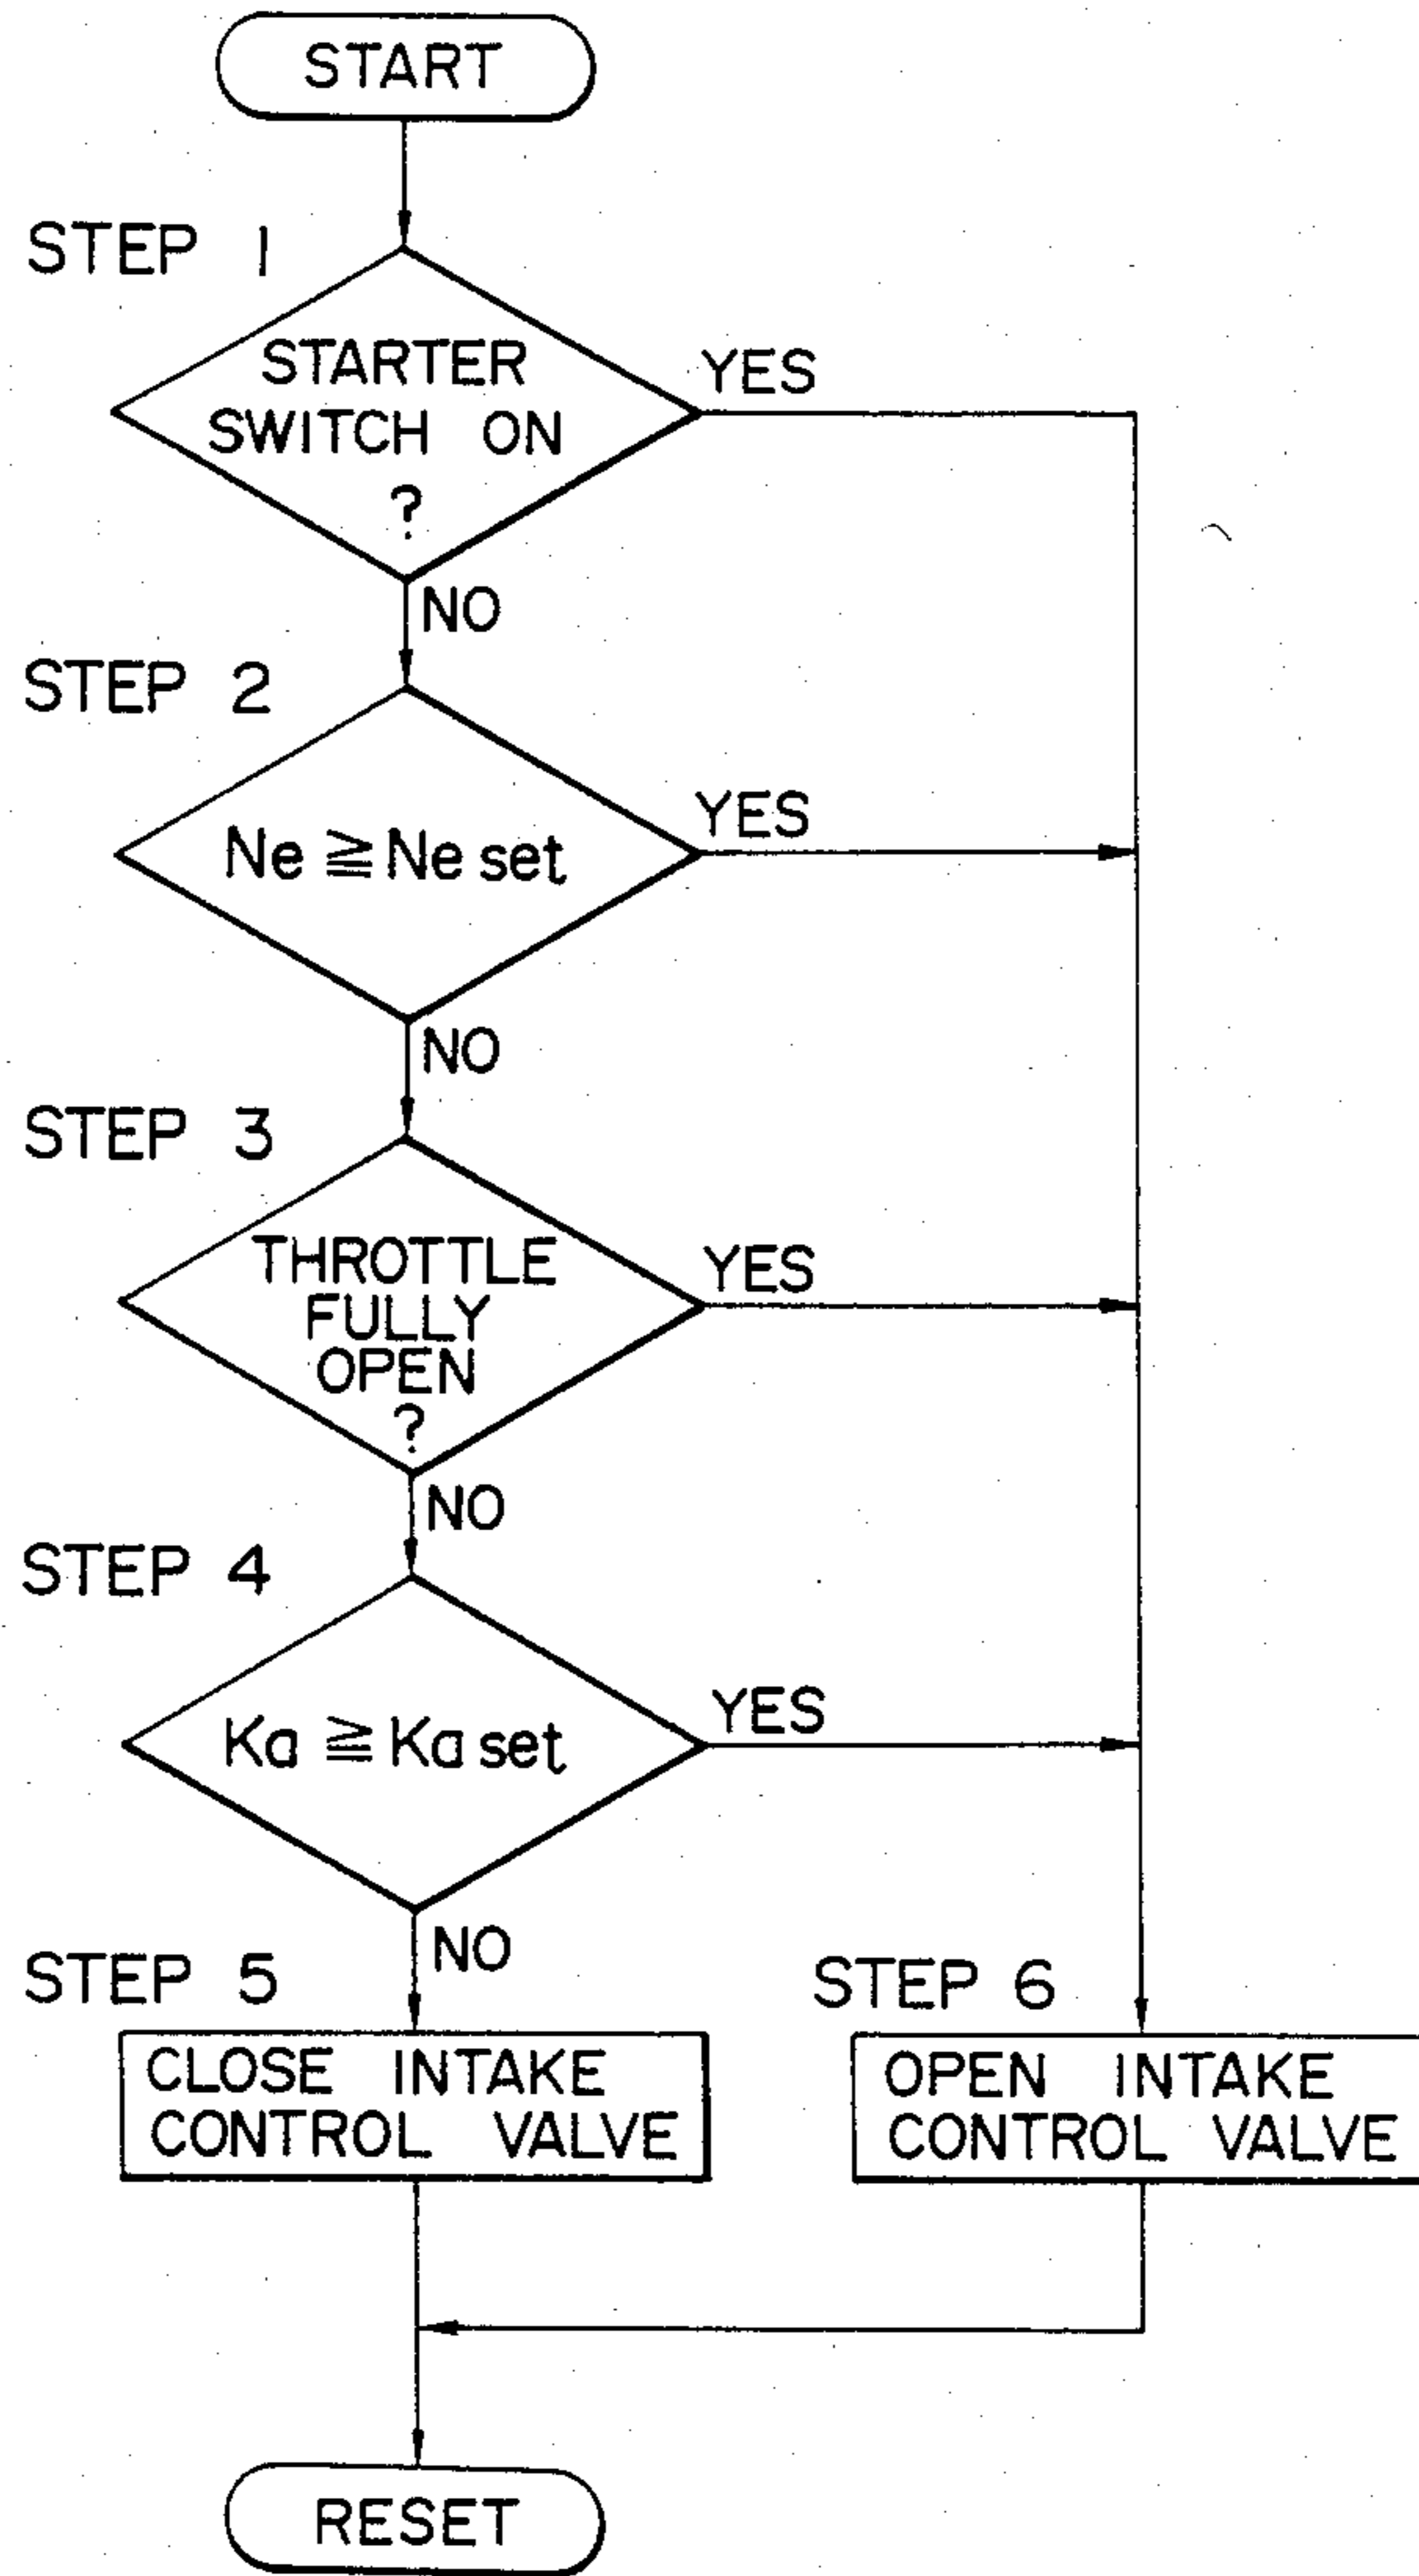 START
STEP 1
STARTER
SWITCH ON
?
YES
NO
STEP 2
Ne ≧ Ne set
YES
NO
STEP 3
THROTTLE
FULLY
OPEN
?
YES
NO
STEP 4
Ka ≧ Ka set
YES
NO
STEP 5
CLOSE INTAKE
CONTROL VALVE
STEP 6
OPEN INTAKE
CONTROL VALVE
RESET